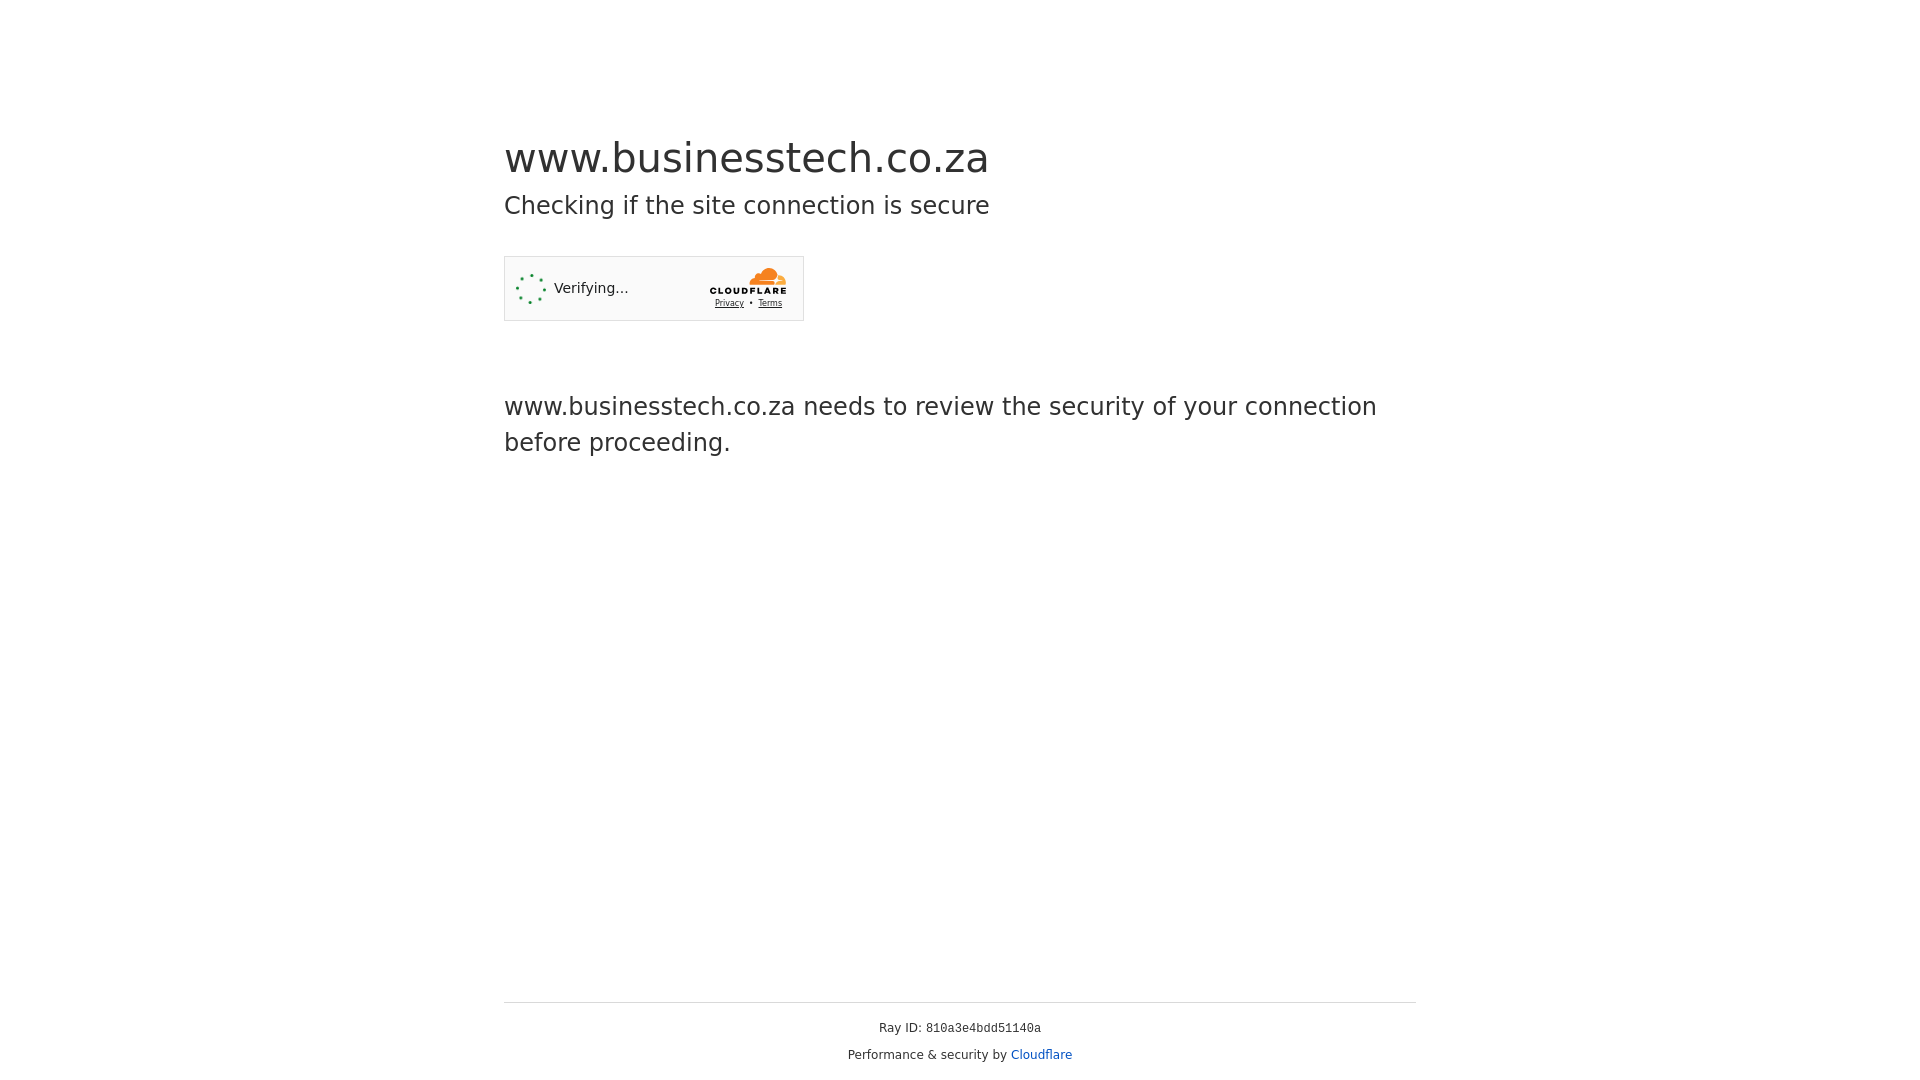 www.businesstech.co.za
Checking if the site connection is secure
Verifying...
CLOUDFLARE
Privacy • Terms
www.businesstech.co.za needs to review the security of your connection
before proceeding.
Ray ID: 810a3e4bdd51140a
Performance & security by Cloudflare